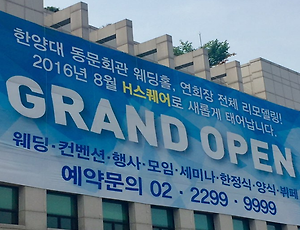 한양대 동문회관 웨딩홀, 연회장 전체 리모델링!
2016년 8월 H스퀘어로 새롭게 태어납니다.
GRAND OPEN
웨딩·컨벤션·행사·모임·세미나·한정식·양식·뷔페
예약문의 02 · 2299 · 9999